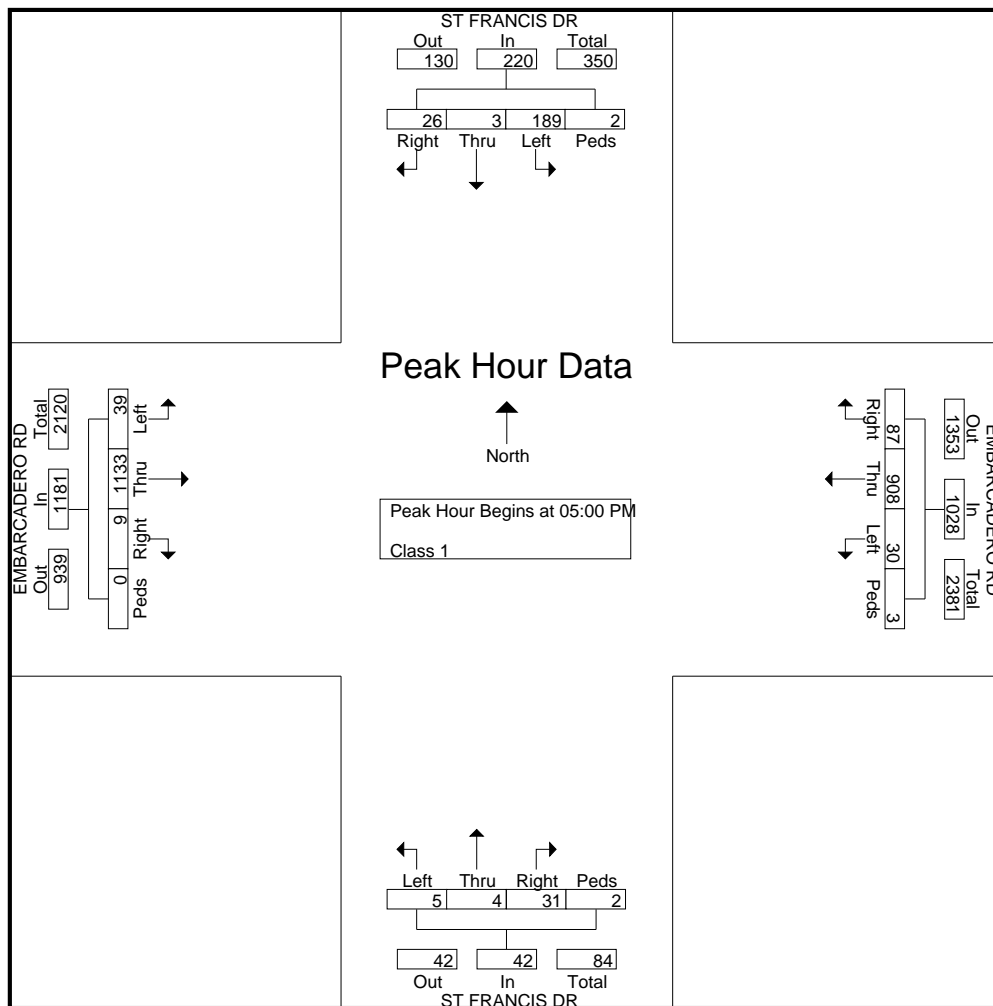 ST FRANCIS DR
Out In Total
130 220 350
26 3 189 2
Right Thru Left Peds
Peak Hour Data
North
Peak Hour Begins at 05:00 PM
Class 1
EMBARCADERO RD
Total In Out
2120 1181 939
39 1133 9 0
Left Thru Right Peds
Right Thru Left Peds
87 908 30 3
1353 1028 2381
Out In Total
EMBARCADERO RD
Left Thru Right Peds
5 4 31 2
42 42 84
Out In Total
ST FRANCIS DR